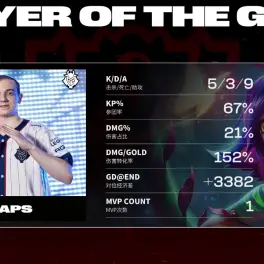 YER OF THE G
K/D/A
击杀/死亡/助攻
5/3/9
KP%
参团率
67%
DMG%
伤害占比
21%
DMG/GOLD
伤害转化率
152%
GD@END
对位经济差
+3382
MVP COUNT
MVP次数
1
APS